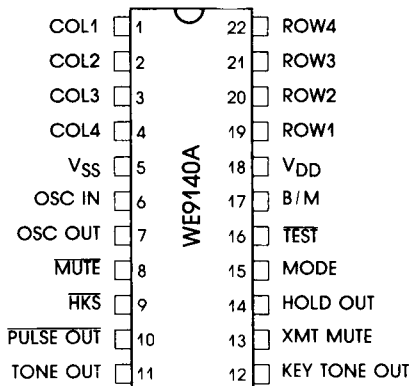 COL1 1 22 ROW4
COL2 2 21 ROW3
COL3 3 20 ROW2
COL4 4 19 ROW1
VSS 5 18 VDD
OSC IN 6 17 B/M
OSC OUT 7 16 TEST
MUTE 8 15 MODE
HKS 9 14 HOLD OUT
PULSE OUT 10 13 XMT MUTE
TONE OUT 11 12 KEY TONE OUT
WE9140A